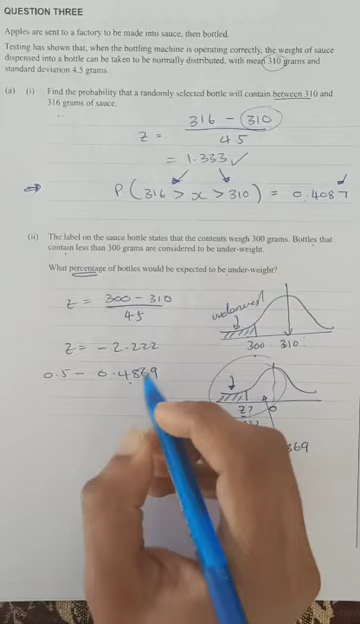 QUESTION THREE
Apples are sent to a factory to be made into sauce, then bottled.
Testing has shown that, when the bottling machine is operating correctly, the weight of sauce
dispensed into a bottle can be taken to be normally distributed, with mean 310 grams and
standard deviation 4.5 grams.
(a) (i) Find the probability that a randomly selected bottle will contain between 310 and
316 grams of sauce.
316 - 310
z =
4.5
= 1.333 ✓
⇒ P(316 > x > 310) = 0.4087
(ii) The label on the sauce bottle states that the contents weigh 300 grams. Bottles that
contain less than 300 grams are considered to be under-weight.
What percentage of bottles would be expected to be under-weight?
z = 300 - 310
4.5
underweight
300 310
z = - 2.222
0.5 - 0.4869
z? 0
869